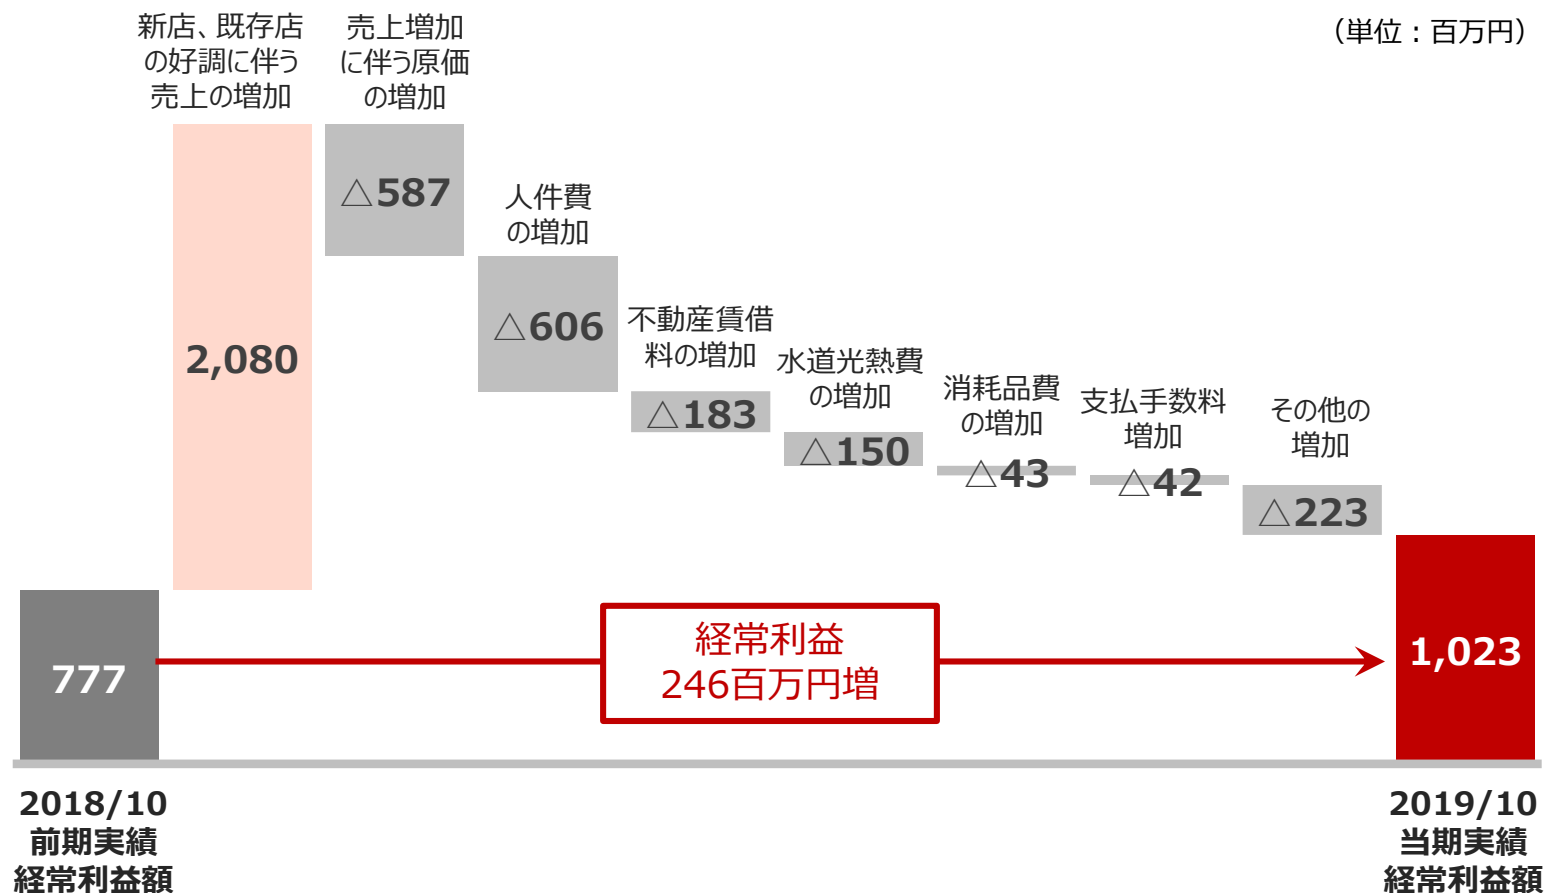 （単位：百万円）
新店、既存店
の好調に伴う
売上の増加
2,080
売上増加
に伴う原価
の増加
△587
人件費
の増加
△606
不動産賃借
料の増加
△183
水道光熱費
の増加
△150
消耗品費
の増加
△43
支払手数料
増加
△42
その他の
増加
△223
777
経常利益
246百万円増
1,023
2018/10
前期実績
経常利益額
2019/10
当期実績
経常利益額